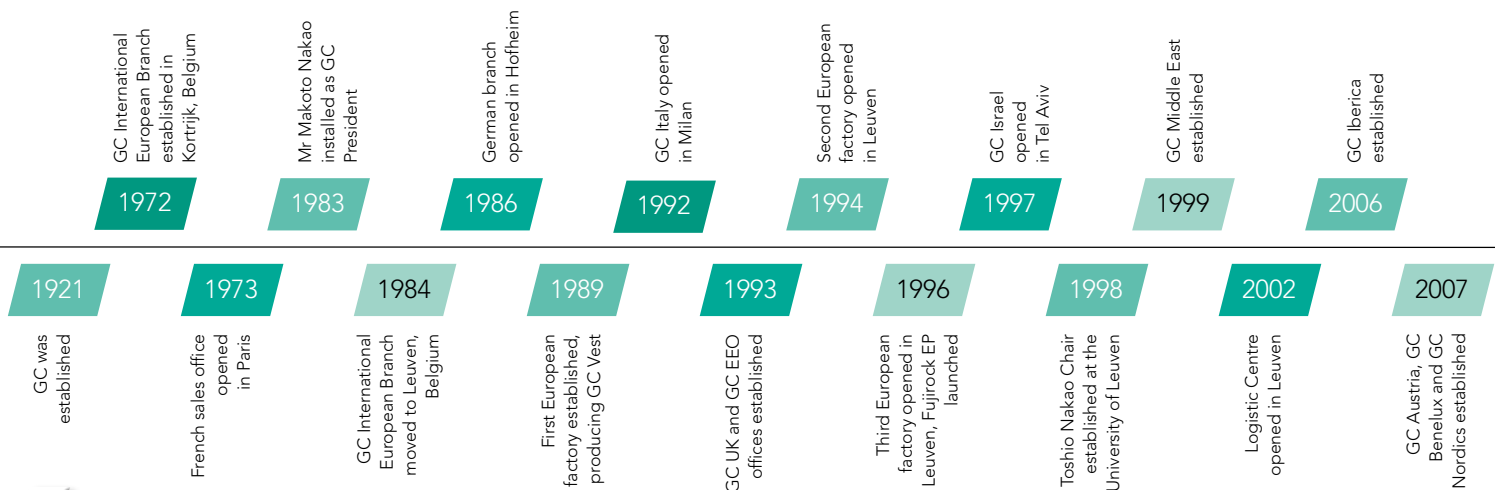 GC International
European Branch
established in
Kortrijk, Belgium
1972
Mr Makoto Nakao
installed as GC
President
1983
German branch
opened in Hofheim
1986
GC Italy opened
in Milan
1992
Second European
factory opened
in Leuven
1994
GC Israel
opened
in Tel Aviv
1997
GC Middle East
established
1999
GC Iberica
established
2006
1921
GC was
established
1973
French sales office
opened
in Paris
1984
GC International
European Branch
moved to Leuven,
Belgium
1989
First European
factory established,
producing GC Vest
1993
GC UK and GC EEO
offices established
1996
Third European
factory opened in
Leuven, Fujirock EP
launched
1998
Toshio Nakao Chair
established at the
University of Leuven
2002
Logistic Centre
opened in Leuven
2007
GC Austria, GC
Benelux and GC
Nordics established